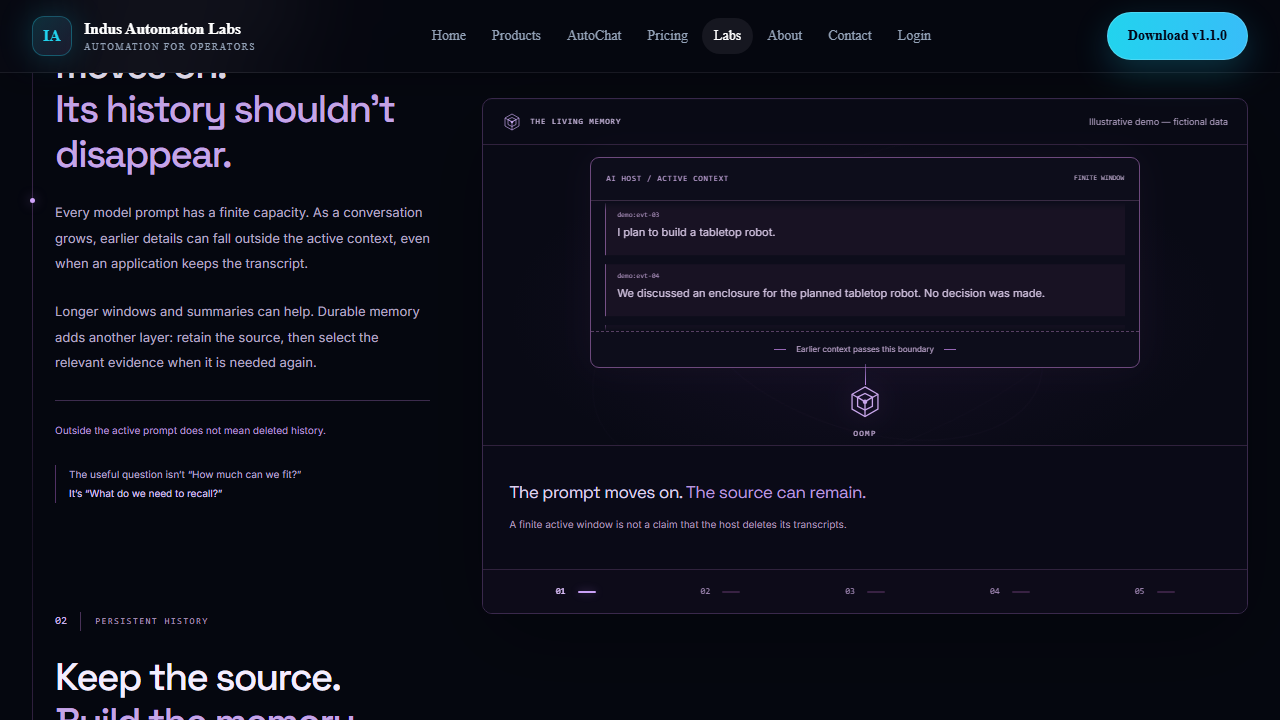 IA
Indus Automation Labs
AUTOMATION FOR OPERATORS
Home
Products
AutoChat
Pricing
Labs
About
Contact
Login
Download v1.1.0
moves on.
Its history shouldn’t
disappear.
Every model prompt has a finite capacity. As a conversation
grows, earlier details can fall outside the active context, even
when an application keeps the transcript.
Longer windows and summaries can help. Durable memory
adds another layer: retain the source, then select the
relevant evidence when it is needed again.
Outside the active prompt does not mean deleted history.
The useful question isn’t “How much can we fit?”
It’s “What do we need to recall?”
02
PERSISTENT HISTORY
Keep the source.
Build the memory
THE LIVING MEMORY
Illustrative demo — fictional data
AI HOST / ACTIVE CONTEXT
FINITE WINDOW
demo:evt-03
I plan to build a tabletop robot.
demo:evt-04
We discussed an enclosure for the planned tabletop robot. No decision was made.
Earlier context passes this boundary
OOMP
The prompt moves on. The source can remain.
A finite active window is not a claim that the host deletes its transcripts.
01
02
03
04
05